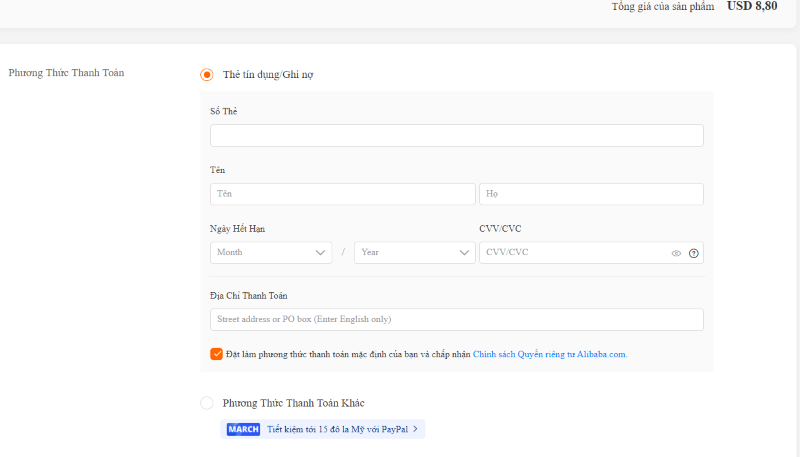 Tổng giá của sản phẩm USD 8,80
Phương Thức Thanh Toán
Thẻ tín dụng/Ghi nợ
Số Thẻ
Tên
Tên Họ
Ngày Hết Hạn CVV/CVC
Month / Year CVV/CVC
Địa Chỉ Thanh Toán
Street address or PO box (Enter English only)
Đặt làm phương thức thanh toán mặc định của bạn và chấp nhận Chính sách Quyền riêng tư Alibaba.com.
Phương Thức Thanh Toán Khác
MARCH Tiết kiệm tới 15 đô la Mỹ với PayPal